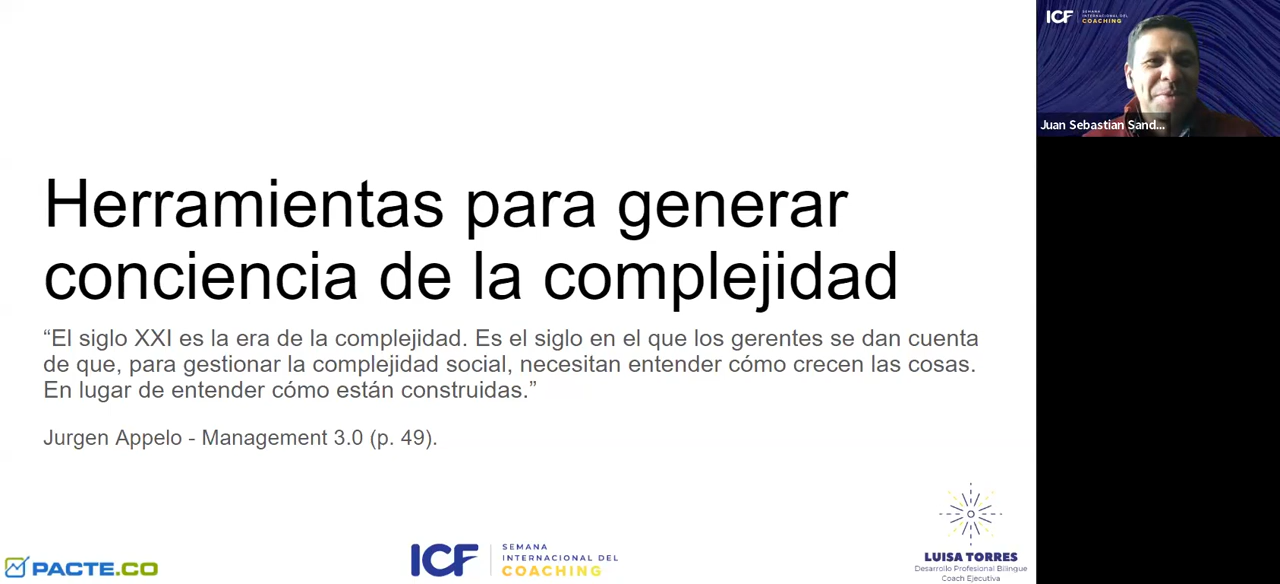 Herramientas para generar
conciencia de la complejidad
“El siglo XXI es la era de la complejidad. Es el siglo en el que los gerentes se dan cuenta
de que, para gestionar la complejidad social, necesitan entender cómo crecen las cosas.
En lugar de entender cómo están construidas.”
Jurgen Appelo - Management 3.0 (p. 49).
PACTE.CO
ICF
SEMANA
INTERNACIONAL DEL
COACHING
LUISA TORRES
Desarrollo Profesional Bilingue
Coach Ejecutiva
ICF
SEMANA
INTERNACIONAL DEL
COACHING
Juan Sebastian Sand...